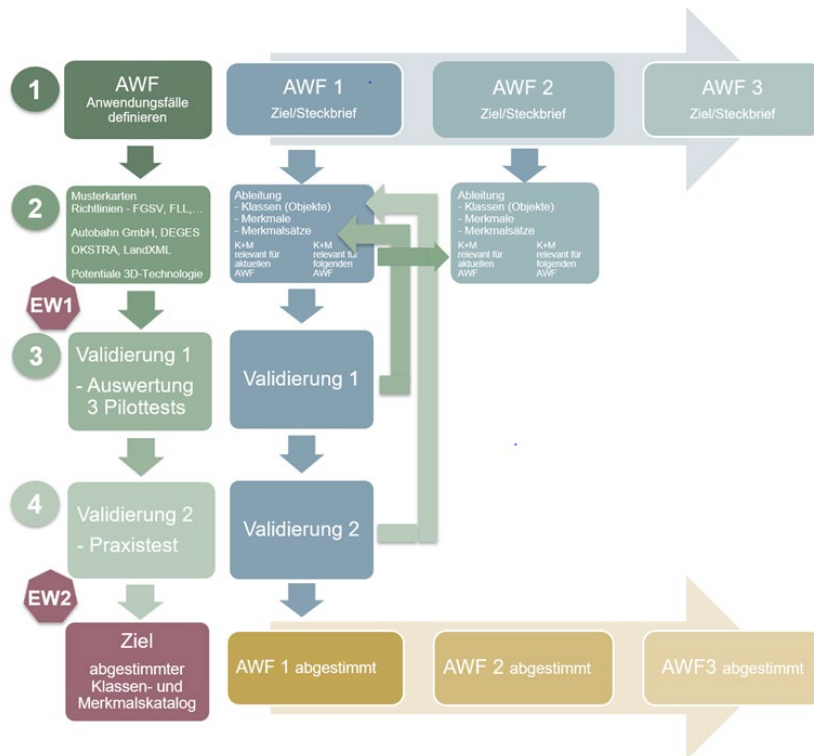 1
AWF
Anwendungsfälle
definieren
AWF 1
Ziel/Steckbrief
AWF 2
Ziel/Steckbrief
AWF 3
Ziel/Steckbrief
2
Musterkarten
Richtlinien - FGSV, FLL,...
Autobahn GmbH, DEGES
OKSTRA, LandXML
Potentiale 3D-Technologie
Ableitung
- Klassen (Objekte)
- Merkmale
- Merkmalsätze
K+M
relevant für
aktuellen
AWF
K+M
relevant für
folgenden
AWF
Ableitung
- Klassen (Objekte)
- Merkmale
- Merkmalsätze
K+M
relevant für
aktuellen
AWF
K+M
relevant für
folgenden
AWF
EW1
3
Validierung 1
- Auswertung
3 Pilottests
Validierung 1
4
Validierung 2
- Praxistest
Validierung 2
EW2
Ziel
abgestimmter
Klassen- und
Merkmalskatalog
AWF 1 abgestimmt
AWF 2 abgestimmt
AWF3 abgestimmt